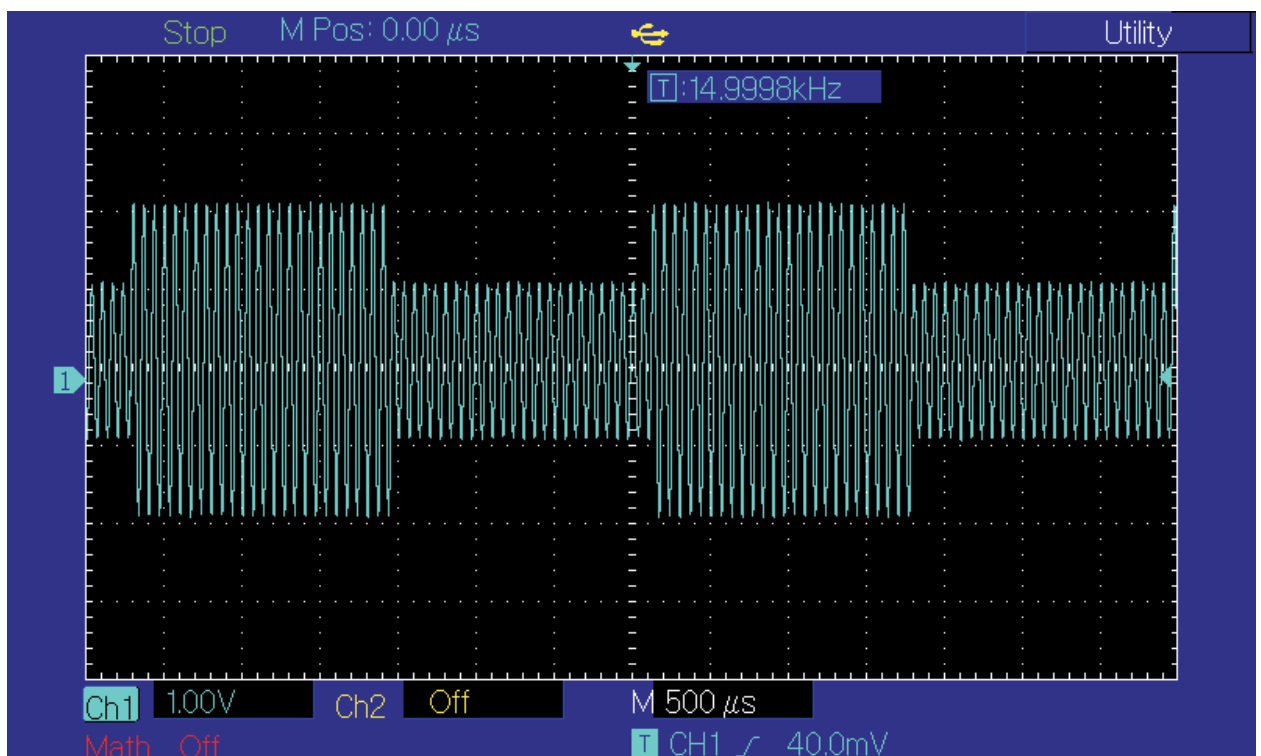 Stop M Pos: 0.00 μs Utility
T:14.9998kHz
1
Ch1 1.00V Ch2 Off M 500 μs
Math Off T CH1 40.0mV